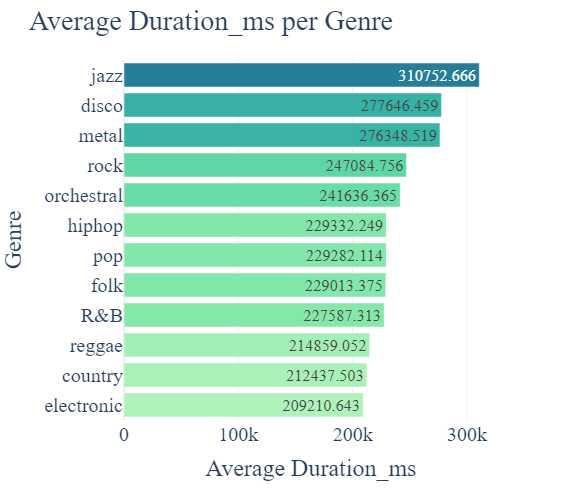 Average Duration_ms per Genre
jazz 310752.666
disco 277646.459
metal 276348.519
rock 247084.756
orchestral 241636.365
hiphop 229332.249
pop 229282.114
folk 229013.375
R&B 227587.313
reggae 214859.052
country 212437.503
electronic 209210.643
Genre
0 100k 200k 300k
Average Duration_ms